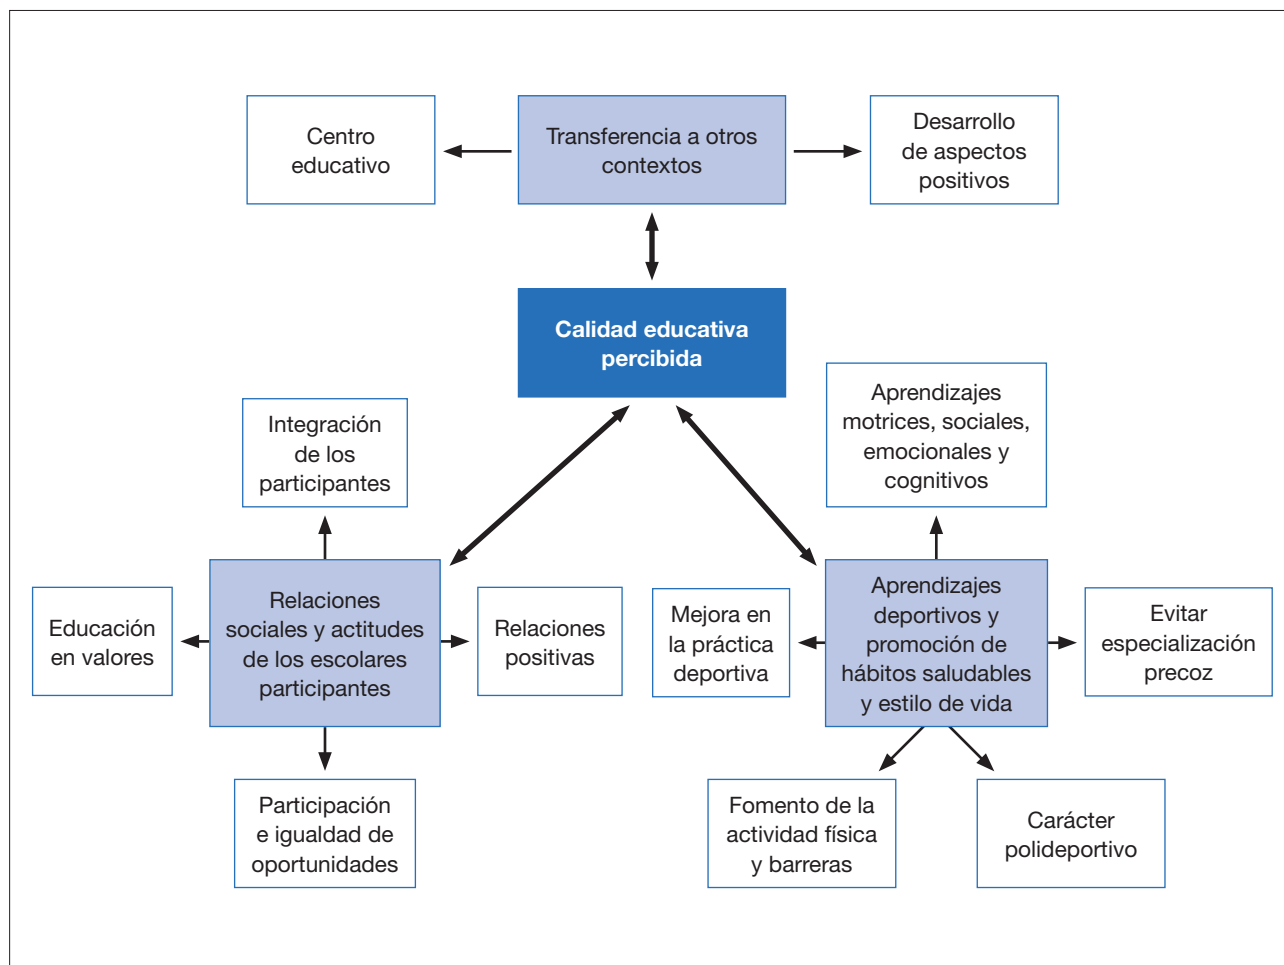 Centro
educativo
Transferencia a otros
contextos
Desarrollo
de aspectos
positivos
Calidad educativa
percibida
Integración
de los
participantes
Aprendizajes
motrices, sociales,
emocionales y
cognitivos
Educación
en valores
Relaciones
sociales y actitudes
de los escolares
participantes
Relaciones
positivas
Mejora en
la práctica
deportiva
Aprendizajes
deportivos y
promoción de
hábitos saludables
y estilo de vida
Evitar
especialización
precoz
Participación
e igualdad de
oportunidades
Fomento de la
actividad física
y barreras
Carácter
polideportivo